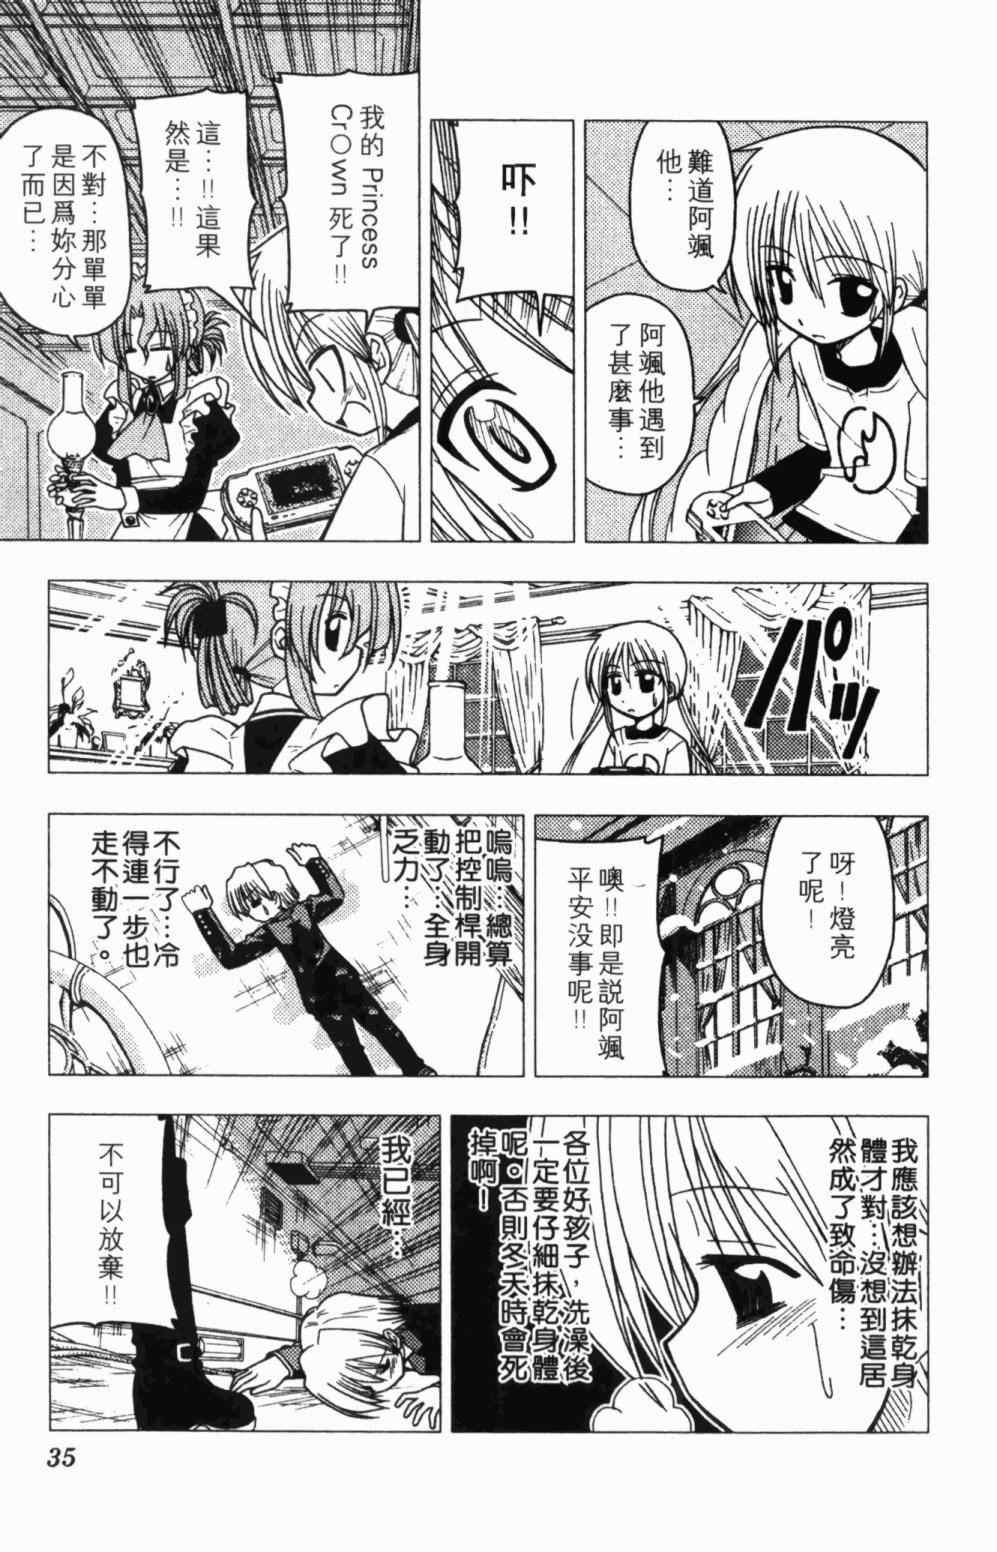 難道阿颯
他…
阿颯他遇到
了甚麼事…
吓!!
我的 Princess
Cr○wn 死了!!
這…!!這果
然是…!!
不對…那單單
是因爲妳分心
了而已…
パッ
呀!燈亮
了呢!
噢!!即是説阿颯
平安没事呢!!
嗚嗚…總算
把控制桿開
動了…全身
乏力…
不行了…冷
得連一步也
走不動了。
我應該想辦法抹乾身
體才對…沒想到這居
然成了致命傷…
各位好孩子，洗澡後
一定要仔細抹乾身體
呢。否則冬天時會死
掉啊!
我已經…
不可以放棄!!
35